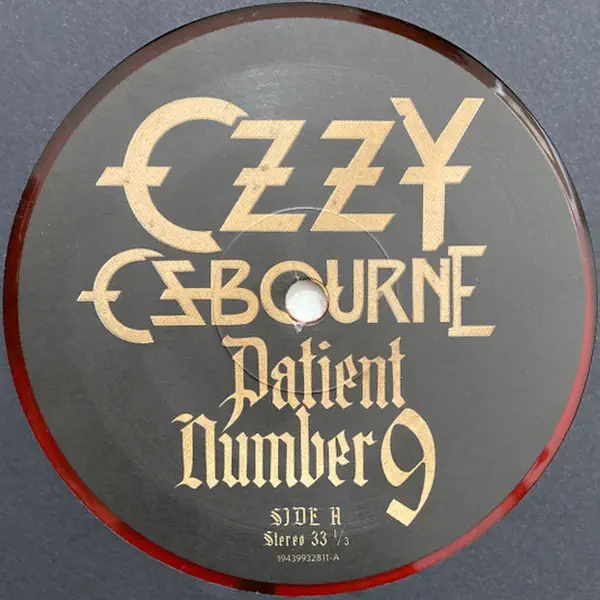 OZZY
OSBOURNE
Patient
Number 9
SIDE A
Stereo 33 1/3
19439932811-A